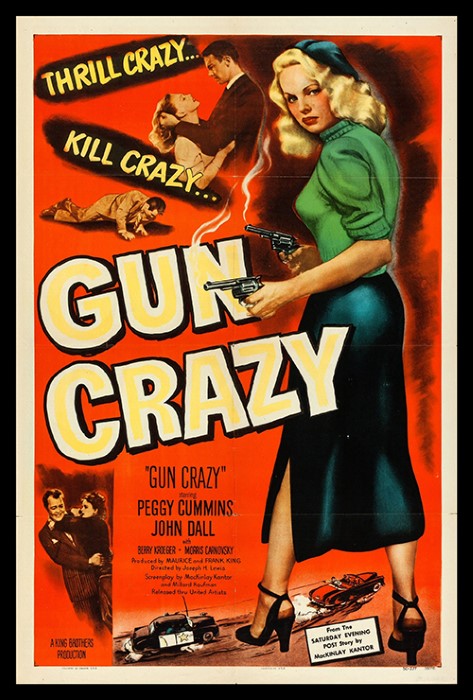 THRILL CRAZY...
KILL CRAZY...
GUN
CRAZY
"GUN CRAZY"
starring
PEGGY CUMMINS
JOHN DALL
with
BERRY KROEGER - MORRIS CARNOVSKY
Produced by MAURICE and FRANK KING
Directed by Joseph H. Lewis
Screenplay by MacKinlay Kantor
and Millard Kaufman
Released thru United Artists
A KING BROTHERS
PRODUCTION
From The
SATURDAY EVENING
POST Story by
MacKINLAY KANTOR